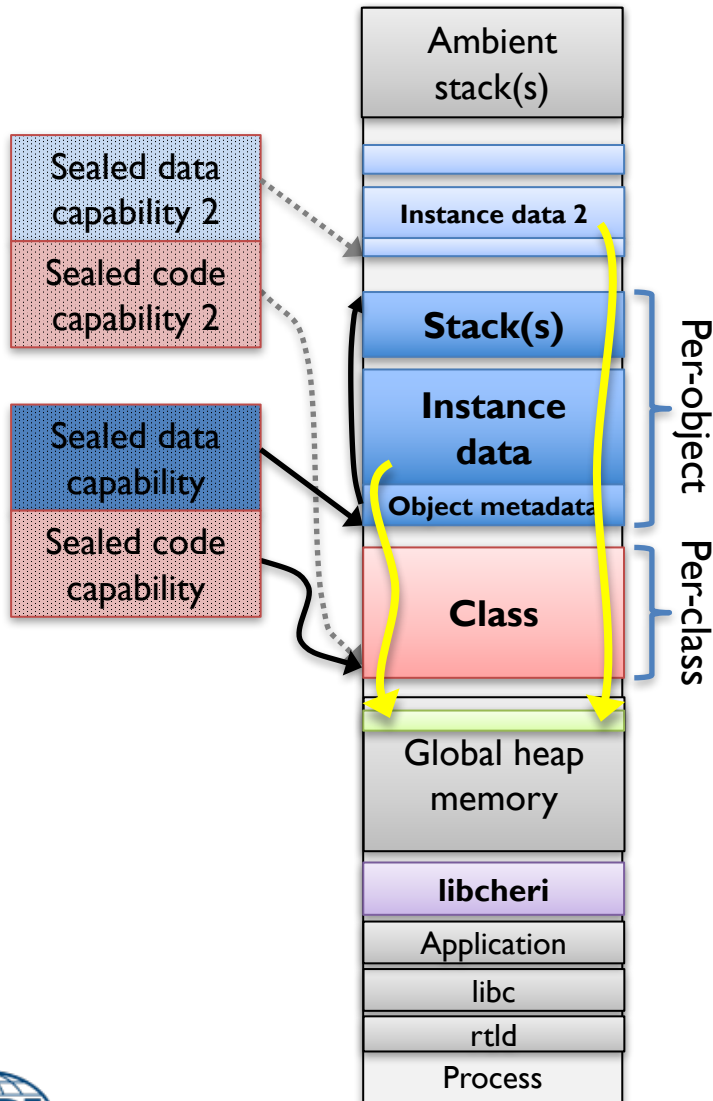 Ambient
stack(s)
Sealed data
capability 2
Sealed code
capability 2
Instance data 2
Stack(s)
Instance
data
Object metadata
Per-object
Sealed data
capability
Sealed code
capability
Class
Per-class
Global heap
memory
libcheri
Application
libc
rtld
Process